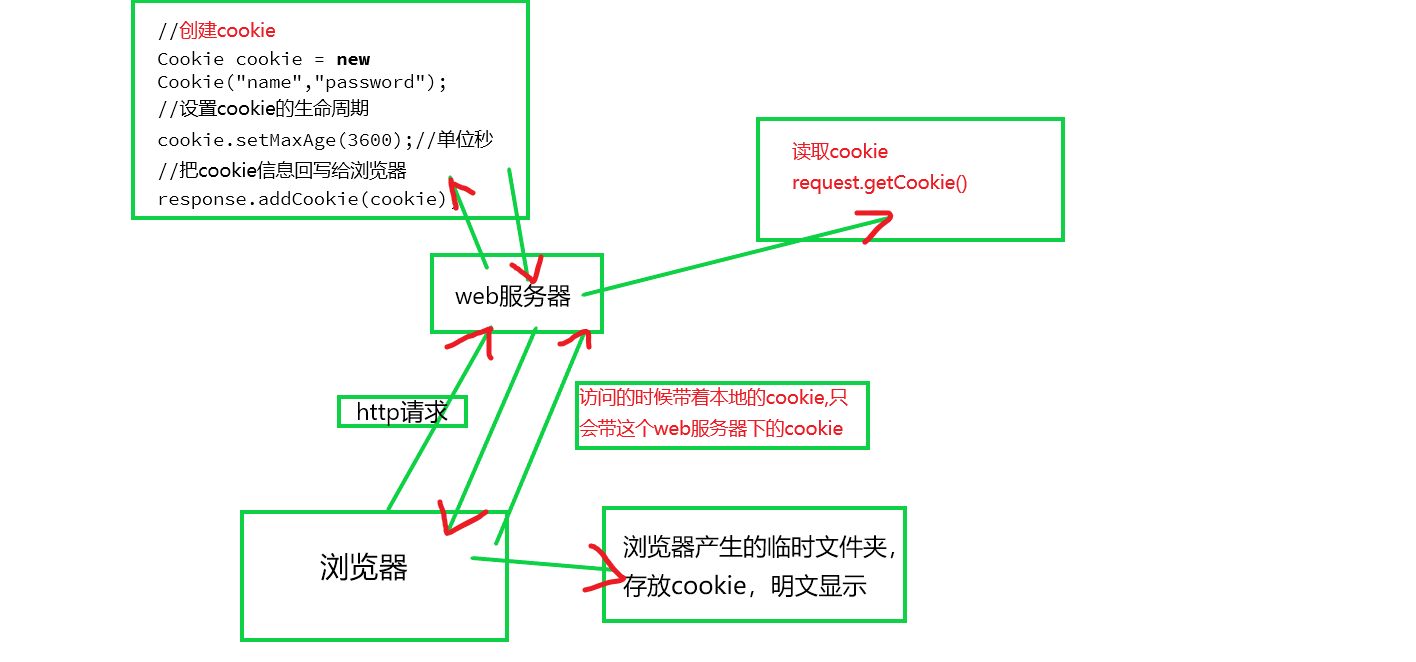 //创建cookie
Cookie cookie = new
Cookie("name","password");
//设置cookie的生命周期
cookie.setMaxAge(3600);//单位秒
//把cookie信息回写给浏览器
response.addCookie(cookie)
读取cookie
request.getCookie()
web服务器
http请求
访问的时候带着本地的cookie,只
会带这个web服务器下的cookie
浏览器
浏览器产生的临时文件夹，
存放cookie，明文显示